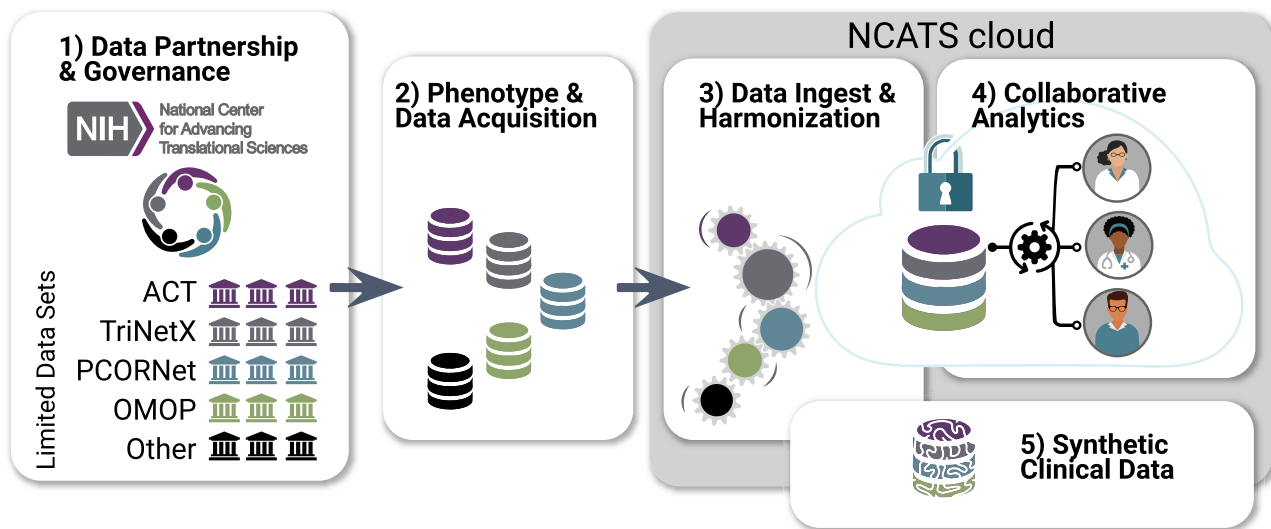 1) Data Partnership
& Governance
NIH
National Center
for Advancing
Translational Sciences
Limited Data Sets
ACT
TriNetX
PCORNet
OMOP
Other
2) Phenotype &
Data Acquisition
NCATS cloud
3) Data Ingest &
Harmonization
4) Collaborative
Analytics
5) Synthetic
Clinical Data